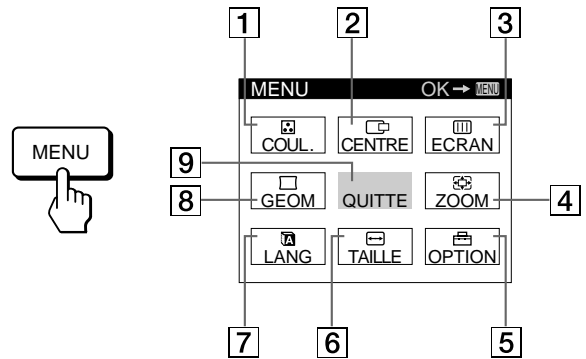 1 2 3
MENU OK→ MENU
COUL. CENTRE ECRAN
MENU
9
8 GEOM QUITTE ZOOM 4
LANG TAILLE OPTION
7 6 5